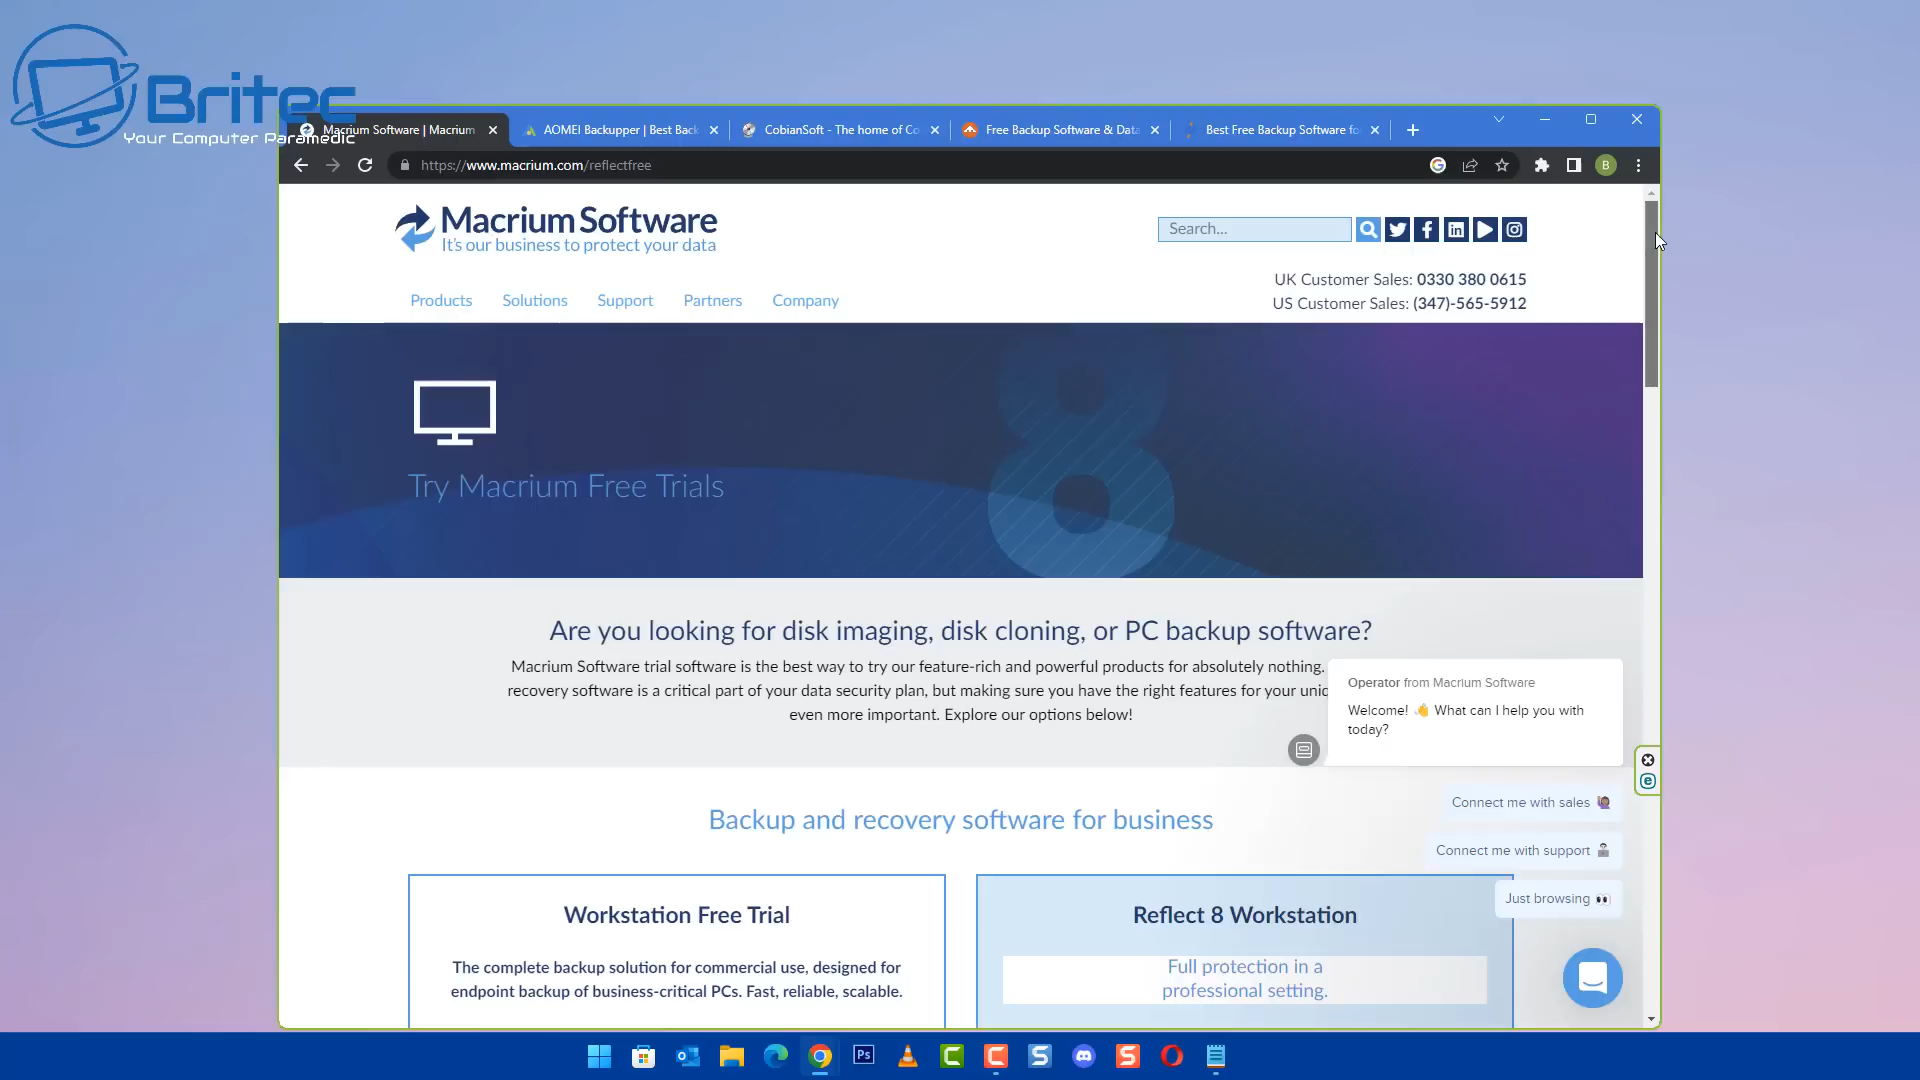 Britec
Your Computer Paramedic
Macrium Software | Macrium
AOMEI Backupper | Best Back
CobianSoft - The home of Co
Free Backup Software & Data
Best Free Backup Software fo
https://www.macrium.com/reflectfree
B
Macrium Software
It's our business to protect your data
Search...
UK Customer Sales: 0330 380 0615
US Customer Sales: (347)-565-5912
Products
Solutions
Support
Partners
Company
8
Try Macrium Free Trials
Are you looking for disk imaging, disk cloning, or PC backup software?
Macrium Software trial software is the best way to try our feature-rich and powerful products for absolutely nothing.
recovery software is a critical part of your data security plan, but making sure you have the right features for your
even more important. Explore our options below!
Operator from Macrium Software
Welcome! 👋 What can I help you with
today?
Connect me with sales
Connect me with support
Just browsing 👀
Backup and recovery software for business
Workstation Free Trial
The complete backup solution for commercial use, designed for
endpoint backup of business-critical PCs. Fast, reliable, scalable.
Reflect 8 Workstation
Full protection in a
professional setting.
Ps